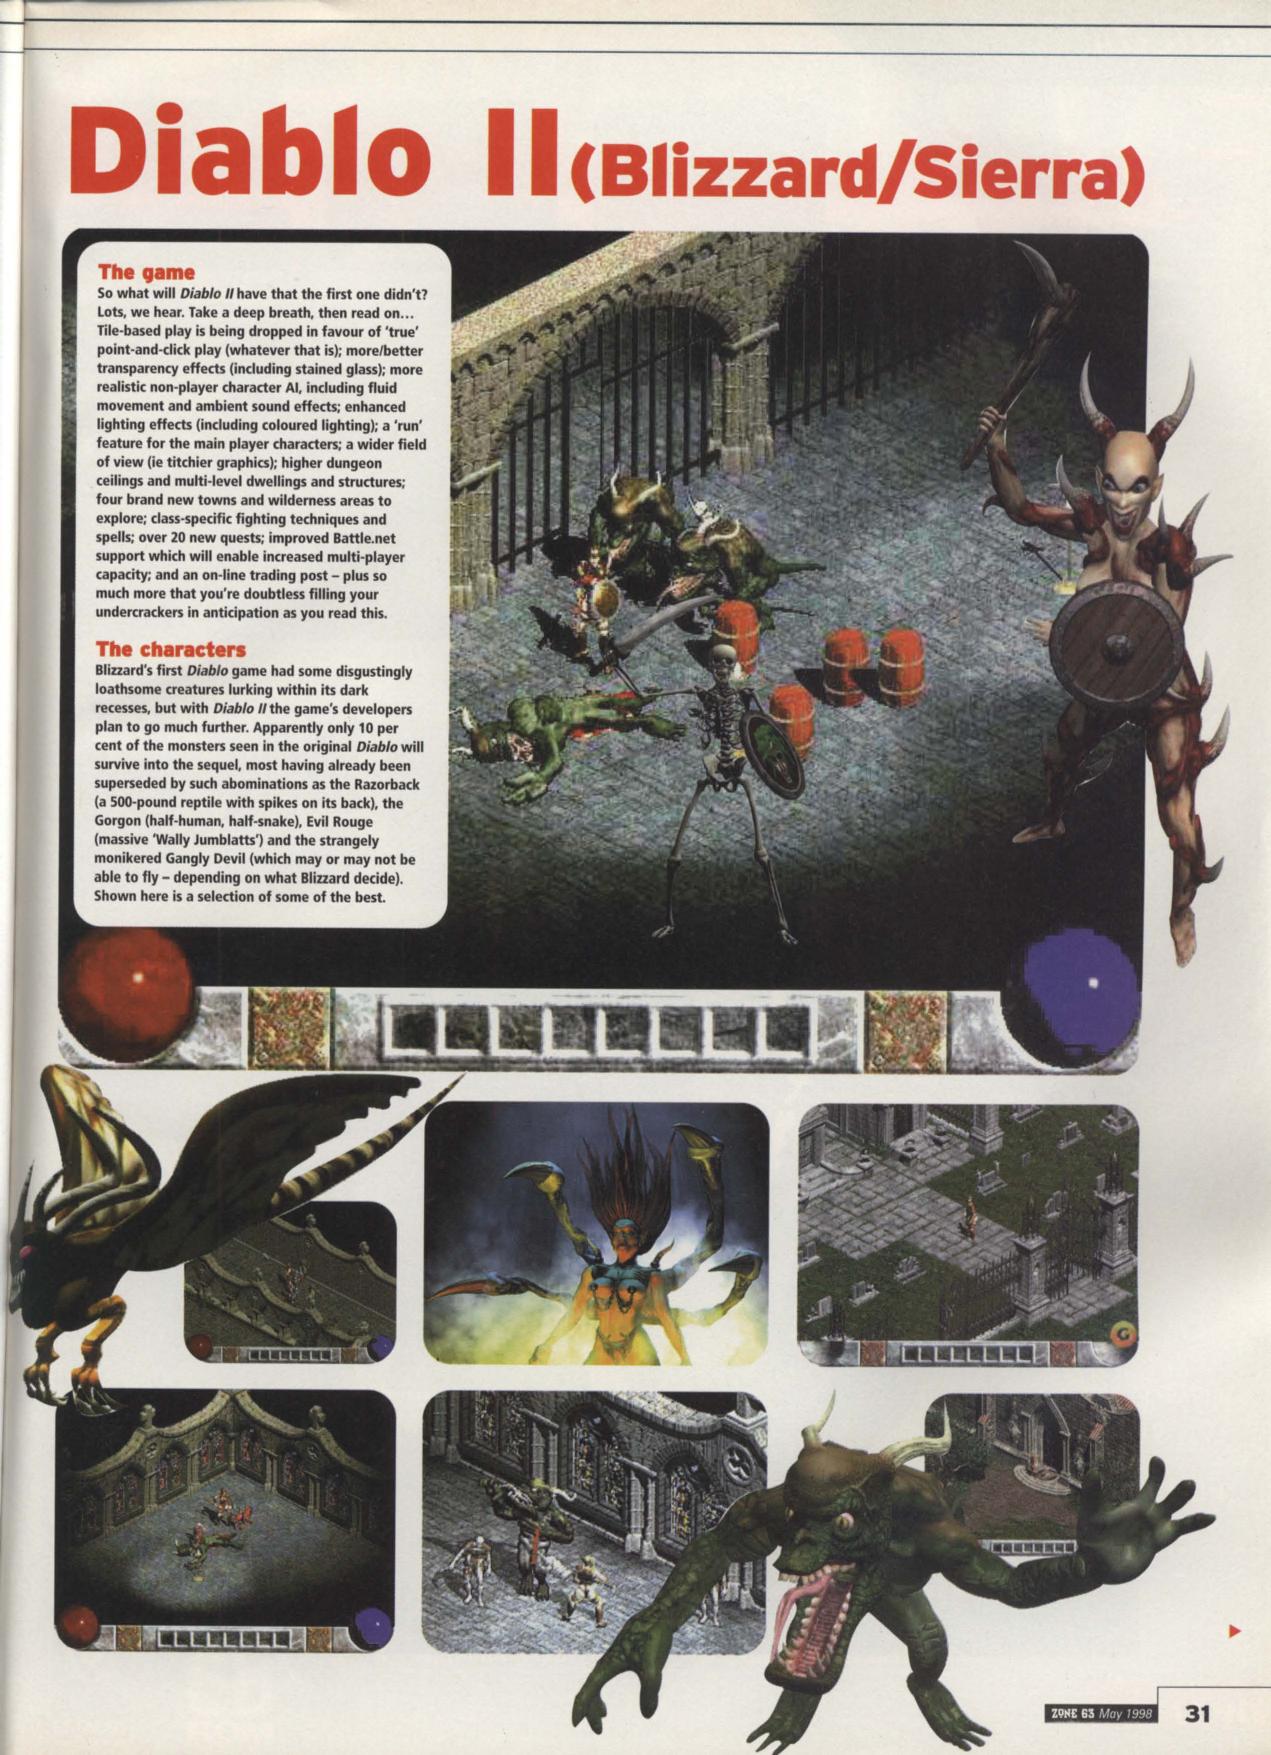 Diablo II (Blizzard/Sierra)
The game
So what will Diablo II have that the first one didn't?
Lots, we hear. Take a deep breath, then read on...
Tile-based play is being dropped in favour of 'true'
point-and-click play (whatever that is); more/better
transparency effects (including stained glass); more
realistic non-player character AI, including fluid
movement and ambient sound effects; enhanced
lighting effects (including coloured lighting); a 'run'
feature for the main player characters; a wider field
of view (ie titchier graphics); higher dungeon
ceilings and multi-level dwellings and structures;
four brand new towns and wilderness areas to
explore; class-specific fighting techniques and
spells; over 20 new quests; improved Battle.net
support which will enable increased multi-player
capacity; and an on-line trading post – plus so
much more that you're doubtless filling your
undercrackers in anticipation as you read this.
The characters
Blizzard's first Diablo game had some disgustingly
loathsome creatures lurking within its dark
recesses, but with Diablo II the game's developers
plan to go much further. Apparently only 10 per
cent of the monsters seen in the original Diablo will
survive into the sequel, most having already been
superseded by such abominations as the Razorback
(a 500-pound reptile with spikes on its back), the
Gorgon (half-human, half-snake), Evil Rouge
(massive 'Wally Jumblatts') and the strangely
monikered Gangly Devil (which may or may not be
able to fly – depending on what Blizzard decide).
Shown here is a selection of some of the best.
G
ZONE 63 May 1998 31